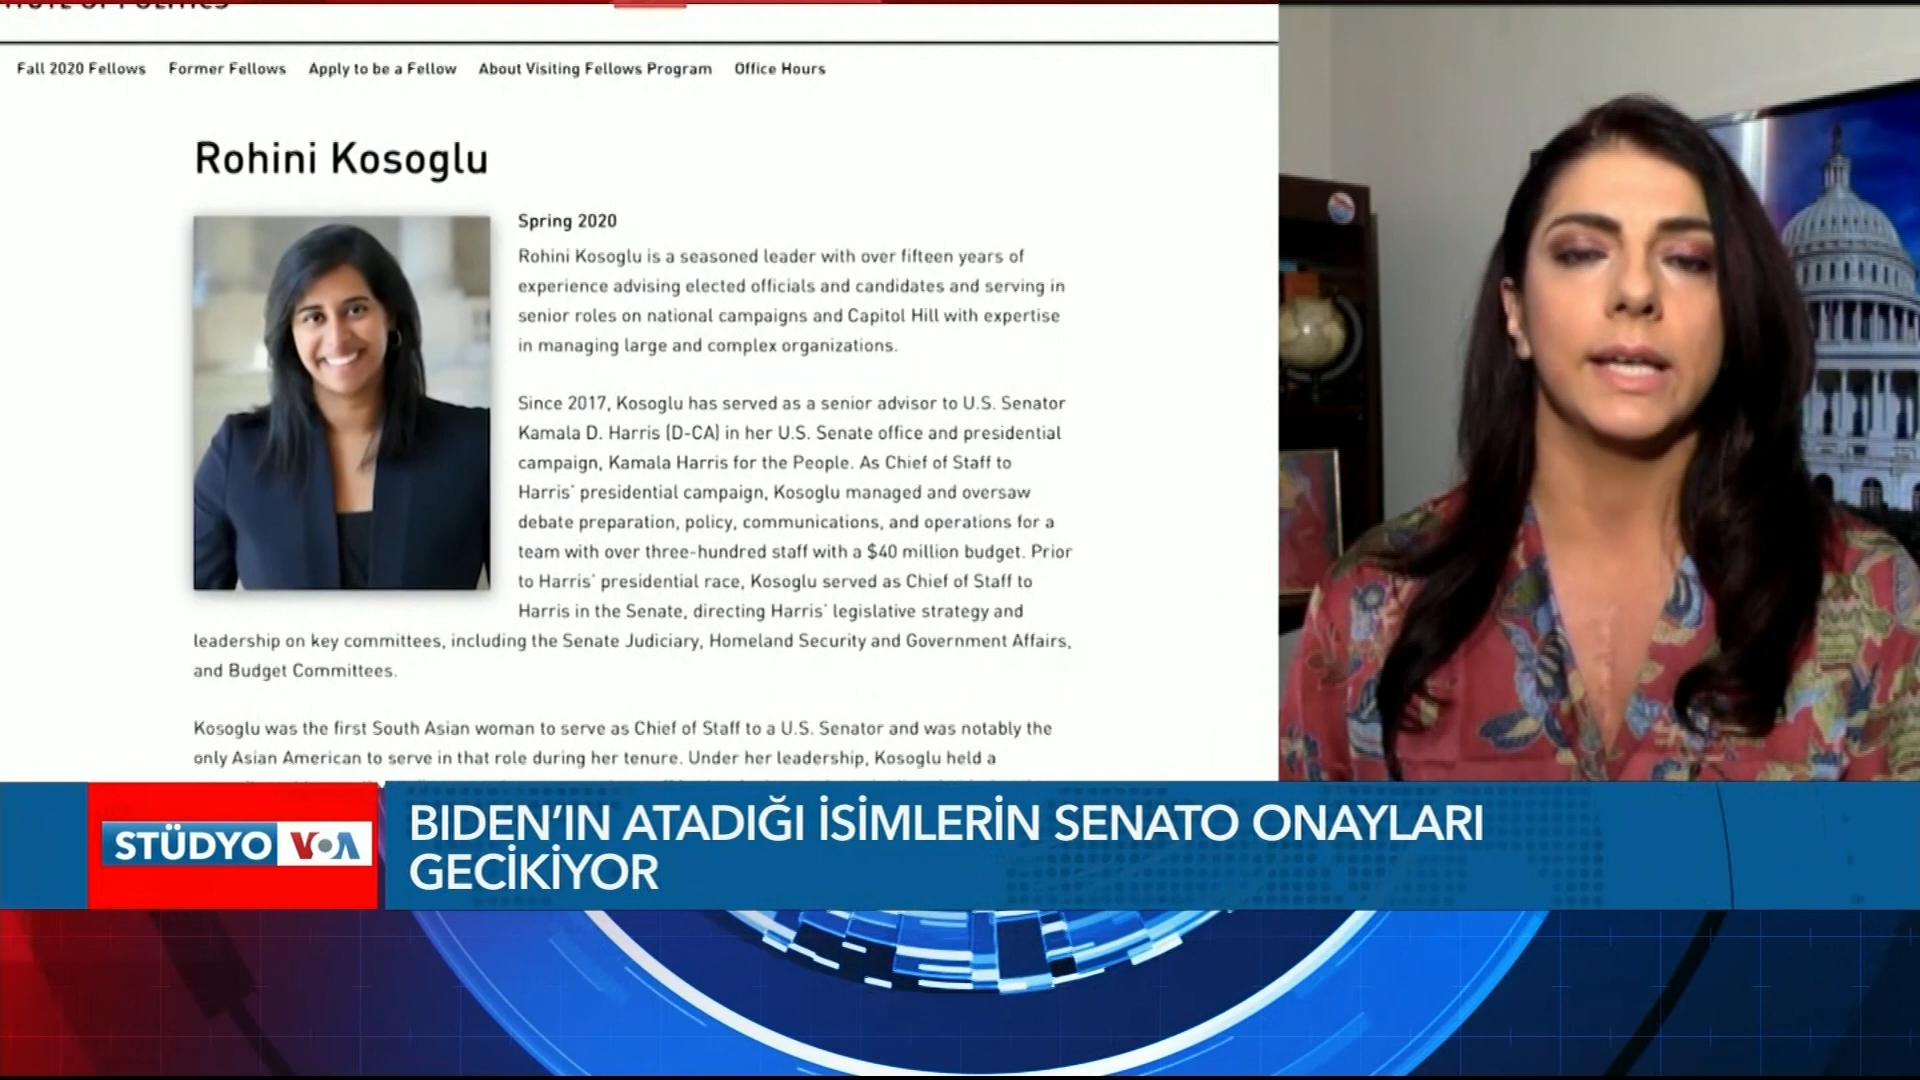 Fall 2020 Fellows Former Fellows Apply to be a Fellow About Visiting Fellows Program Office Hours
Rohini Kosoglu
Spring 2020
Rohini Kosoglu is a seasoned leader with over fifteen years of
experience advising elected officials and candidates and serving in
senior roles on national campaigns and Capitol Hill with expertise
in managing large and complex organizations.
Since 2017, Kosoglu has served as a senior advisor to U.S. Senator
Kamala D. Harris (D-CA) in her U.S. Senate office and presidential
campaign, Kamala Harris for the People. As Chief of Staff to
Harris' presidential campaign, Kosoglu managed and oversaw
debate preparation, policy, communications, and operations for a
team with over three-hundred staff with a $40 million budget. Prior
to Harris' presidential race, Kosoglu served as Chief of Staff to
Harris in the Senate, directing Harris' legislative strategy and
leadership on key committees, including the Senate Judiciary, Homeland Security and Government Affairs,
and Budget Committees.
Kosoglu was the first South Asian woman to serve as Chief of Staff to a U.S. Senator and was notably the
only Asian American to serve in that role during her tenure. Under her leadership, Kosoglu held a
STÜDYO VOA
BIDEN'IN ATADIĞI İSİMLERİN SENATO ONAYLARI
GECİKİYOR